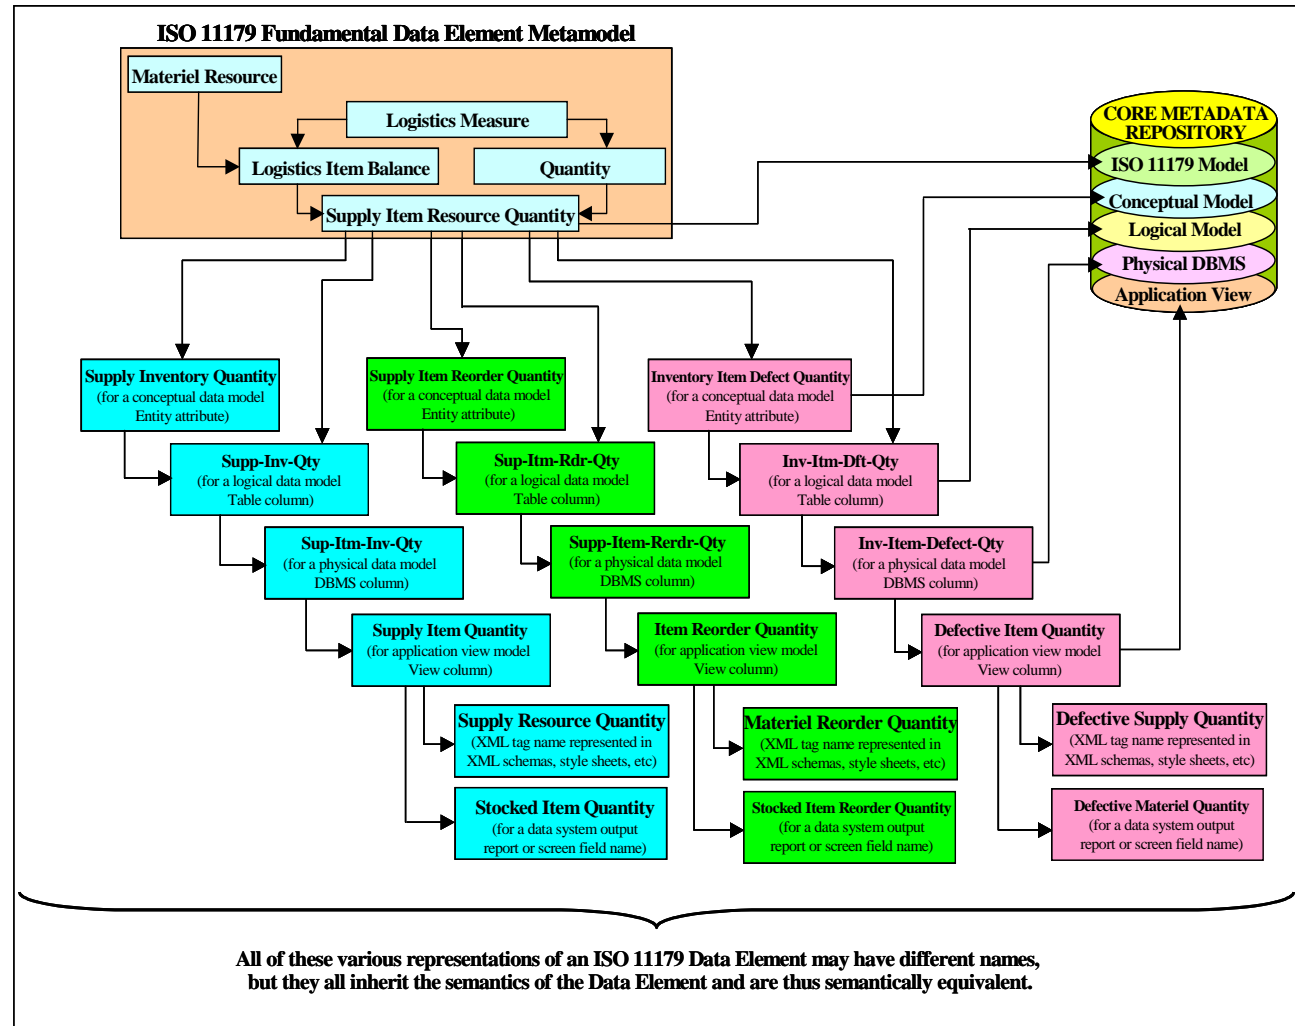 ISO 11179 Fundamental Data Element Metamodel
Materiel Resource
Logistics Measure
Logistics Item Balance
Quantity
Supply Item Resource Quantity
CORE METADATA
REPOSITORY
ISO 11179 Model
Conceptual Model
Logical Model
Physical DBMS
Application View
Supply Inventory Quantity
(for a conceptual data model
Entity attribute)
Supp-Inv-Qty
(for a logical data model
Table column)
Sup-Itm-Inv-Qty
(for a physical data model
DBMS column)
Supply Item Quantity
(for application view model
View column)
Supply Resource Quantity
(XML tag name represented in
XML schemas, style sheets, etc)
Stocked Item Quantity
(for a data system output
report or screen field name)
Supply Item Reorder Quantity
(for a conceptual data model
Entity attribute)
Sup-Itm-Rdr-Qty
(for a logical data model
Table column)
Supp-Item-Rerdr-Qty
(for a physical data model
DBMS column)
Item Reorder Quantity
(for application view model
View column)
Materiel Reorder Quantity
(XML tag name represented in
XML schemas, style sheets, etc)
Stocked Item Reorder Quantity
(for a data system output
report or screen field name)
Inventory Item Defect Quantity
(for a conceptual data model
Entity attribute)
Inv-Itm-Dft-Qty
(for a logical data model
Table column)
Inv-Item-Defect-Qty
(for a physical data model
DBMS column)
Defective Item Quantity
(for application view model
View column)
Defective Supply Quantity
(XML tag name represented in
XML schemas, style sheets, etc)
Defective Materiel Quantity
(for a data system output
report or screen field name)
All of these various representations of an ISO 11179 Data Element may have different names,
but they all inherit the semantics of the Data Element and are thus semantically equivalent.